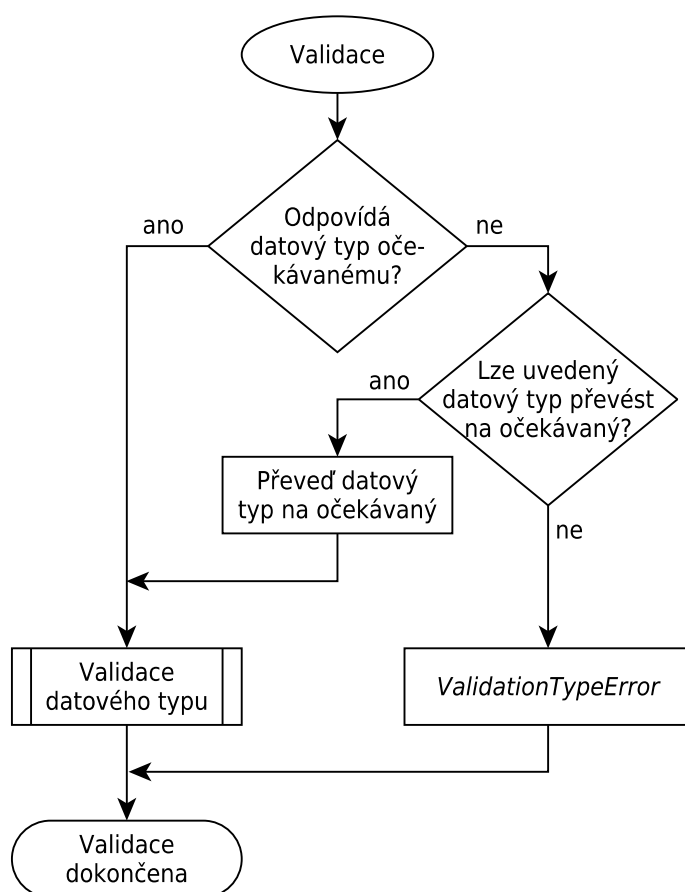 Validace
Odpovídá
datový typ oče-
kávanému?
ano
ne
Lze uvedený
datový typ převést
na očekávaný?
ano
Převeď datový
typ na očekávaný
ne
Validace
datového typu
ValidationTypeError
Validace
dokončena